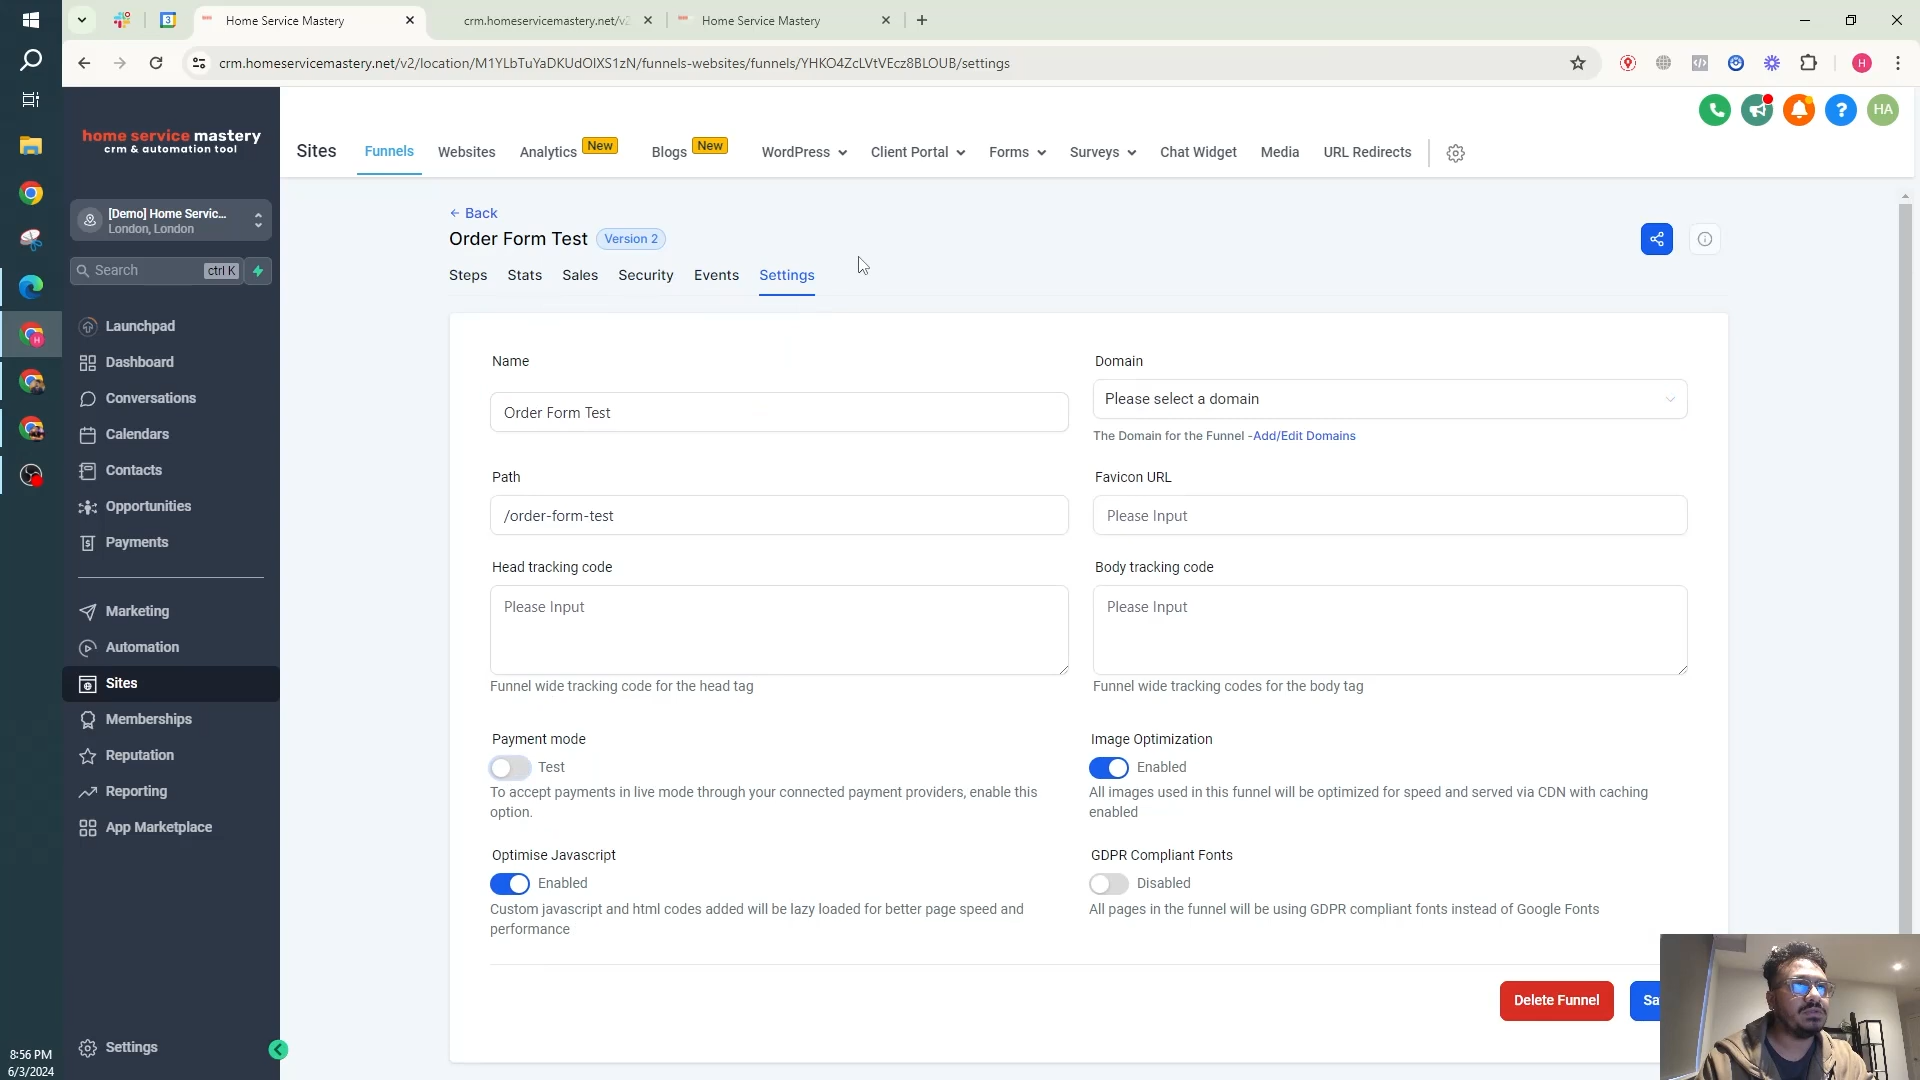 Home Service Mastery
crm.homeservicemastery.net/v2
Home Service Mastery
crm.homeservicemastery.net/v2/location/M1YLbTuYaDKUdOIXS1zN/funnels-websites/funnels/YHKO4ZcLVtVEcz8BLOUB/settings
H
HA
home service mastery
crm & automation tool
Sites
Funnels
Websites
Analytics
New
Blogs
New
WordPress
Client Portal
Forms
Surveys
Chat Widget
Media
URL Redirects
[Demo] Home Servic...
London, London
Search
ctrl K
Launchpad
Dashboard
Conversations
Calendars
Contacts
Opportunities
Payments
Marketing
Automation
Sites
Memberships
Reputation
Reporting
App Marketplace
Settings
Back
Order Form Test
Version 2
Steps
Stats
Sales
Security
Events
Settings
Name
Order Form Test
Domain
Please select a domain
The Domain for the Funnel -Add/Edit Domains
Path
/order-form-test
Favicon URL
Please Input
Head tracking code
Please Input
Funnel wide tracking code for the head tag
Body tracking code
Please Input
Funnel wide tracking codes for the body tag
Payment mode
Test
To accept payments in live mode through your connected payment providers, enable this
option.
Image Optimization
Enabled
All images used in this funnel will be optimized for speed and served via CDN with caching
enabled
Optimise Javascript
Enabled
Custom javascript and html codes added will be lazy loaded for better page speed and
performance
GDPR Compliant Fonts
Disabled
All pages in the funnel will be using GDPR compliant fonts instead of Google Fonts
Delete Funnel
Sa
8:56 PM
6/3/2024